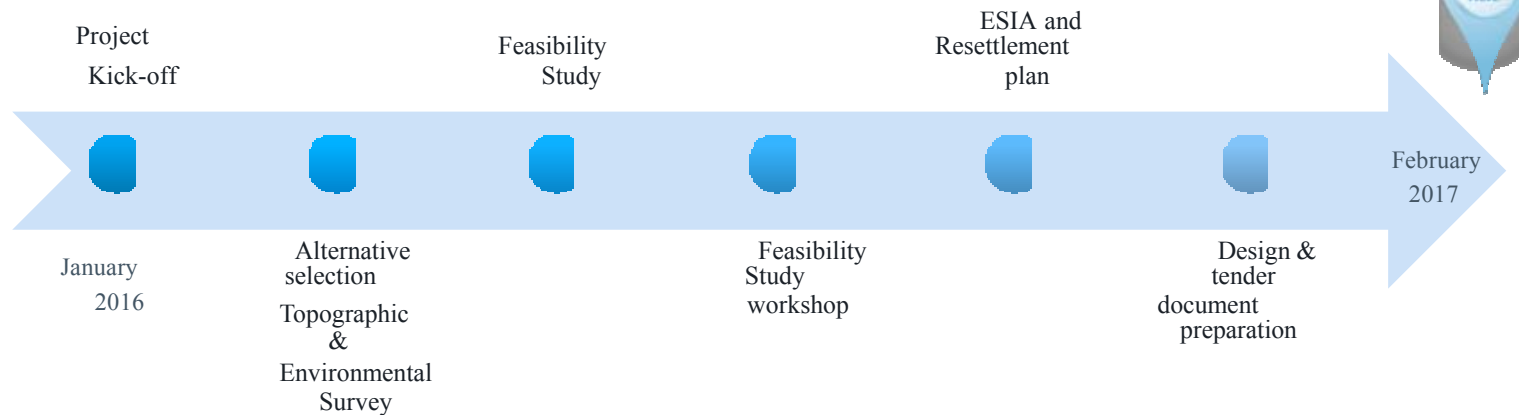 Project
Kick-off
January
2016
Alternative
selection
Topographic
&
Environmental
Survey
Feasibility
Study
Feasibility
Study
workshop
ESIA and
Resettlement
plan
Design &
tender
document
preparation
February
2017